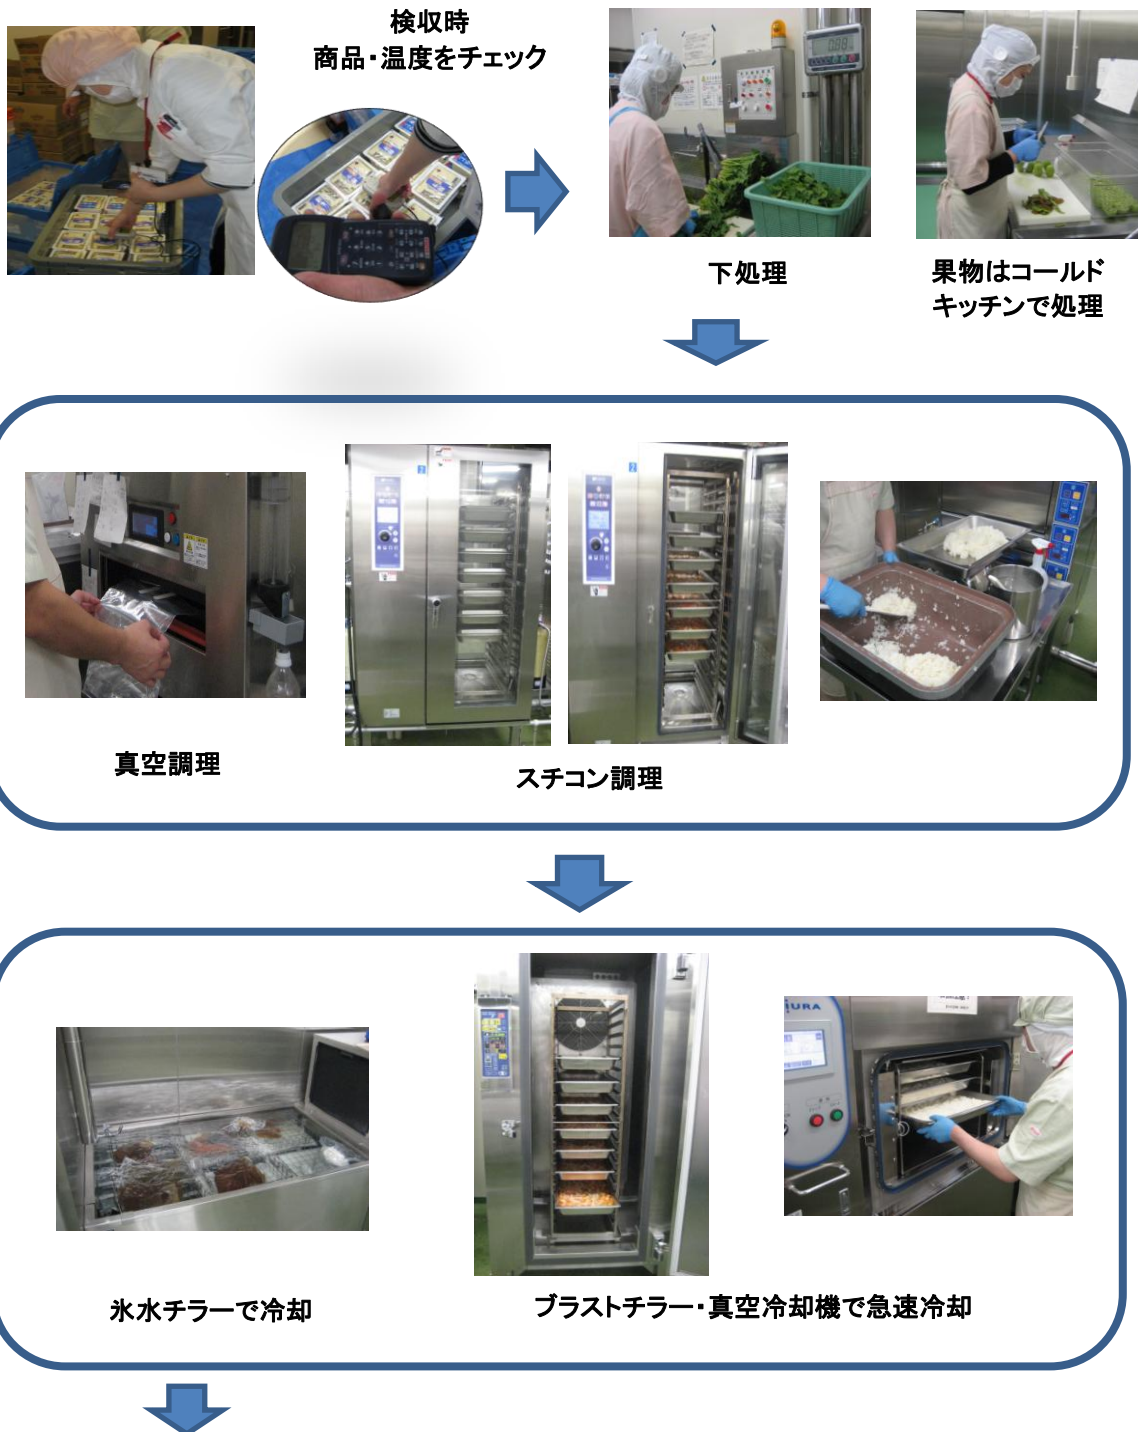 検収時
商品・温度をチェック
下処理
果物はコールド
キッチンで処理
真空調理
スチコン調理
氷水チラーで冷却
ブラストチラー・真空冷却機で急速冷却